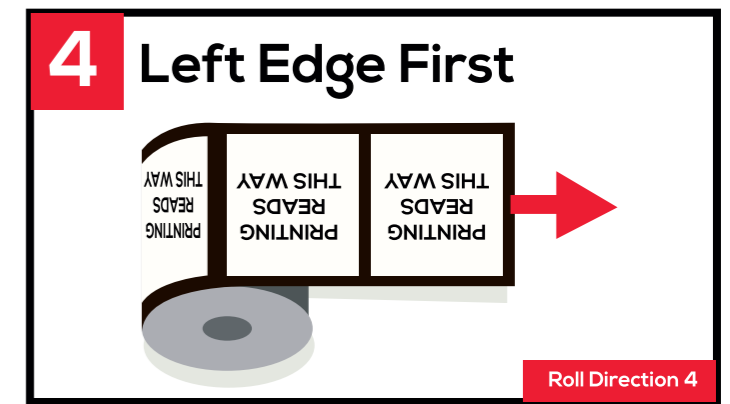 4
Left Edge First
PRINTING
READS
THIS WAY
PRINTING
READS
THIS WAY
PRINTING
READS
THIS WAY
Roll Direction 4